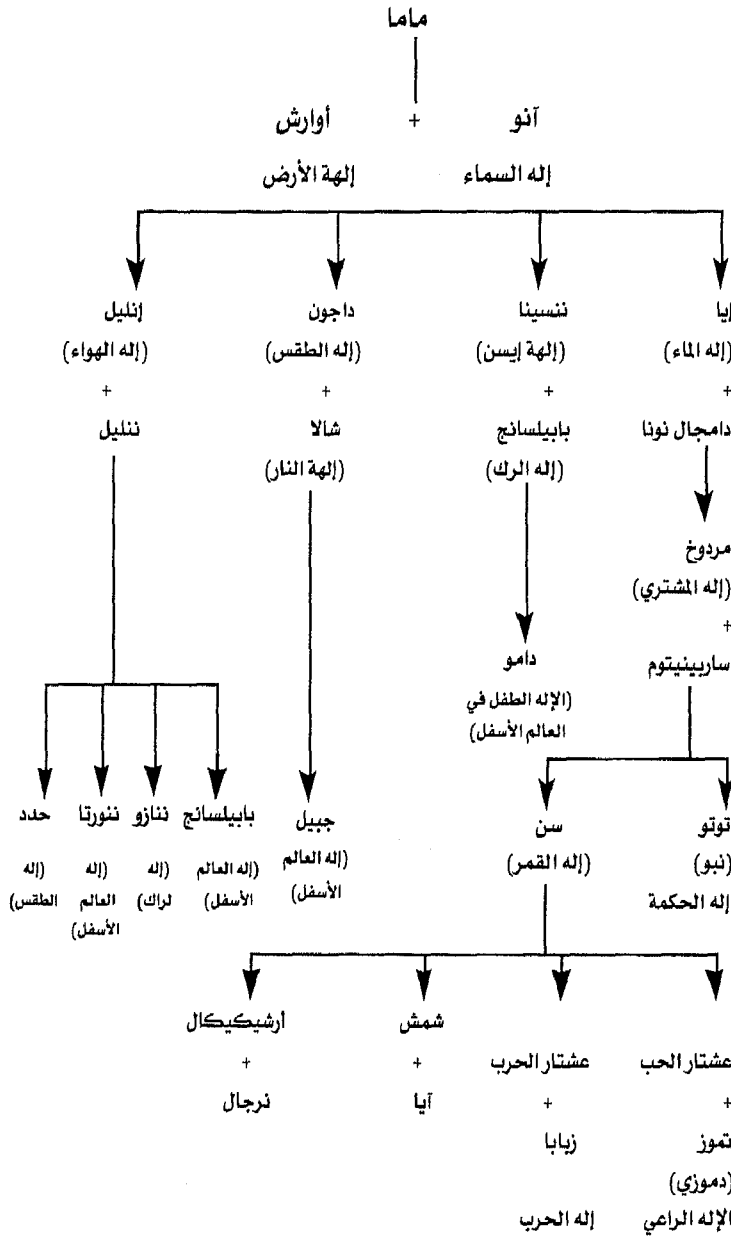 ماما
آنو + أوارش
إله السماء إلهة الأرض
إيا ننسينا داجون إنليل
(إله الماء) (إلهة إيسن) (إله الطقس) (إله الهواء)
+ + + +
دامجال نونا بابيلسانج شالا ننليل
(إله الرك) (إلهة النار)
مردوخ
(إله المشتري)
+
ساربينيتوم
دامو
(الإله الطفل في
العالم الأسفل)
توتو سن جيبيل بابيلسانج ننازو ننورتا حدد
(نبو) (إله القمر) (إله العالم (إله العالم (إله (إله (إله
إله الحكمة الأسفل) الأسفل) لراك) العالم الطقس)
الأسفل)
شمش أرشيكيكال
عشتار الحب عشتار الحرب + +
+ + آيا نرجال
تموز زبابا
(دموزي)
الإله الراعي إله الحرب